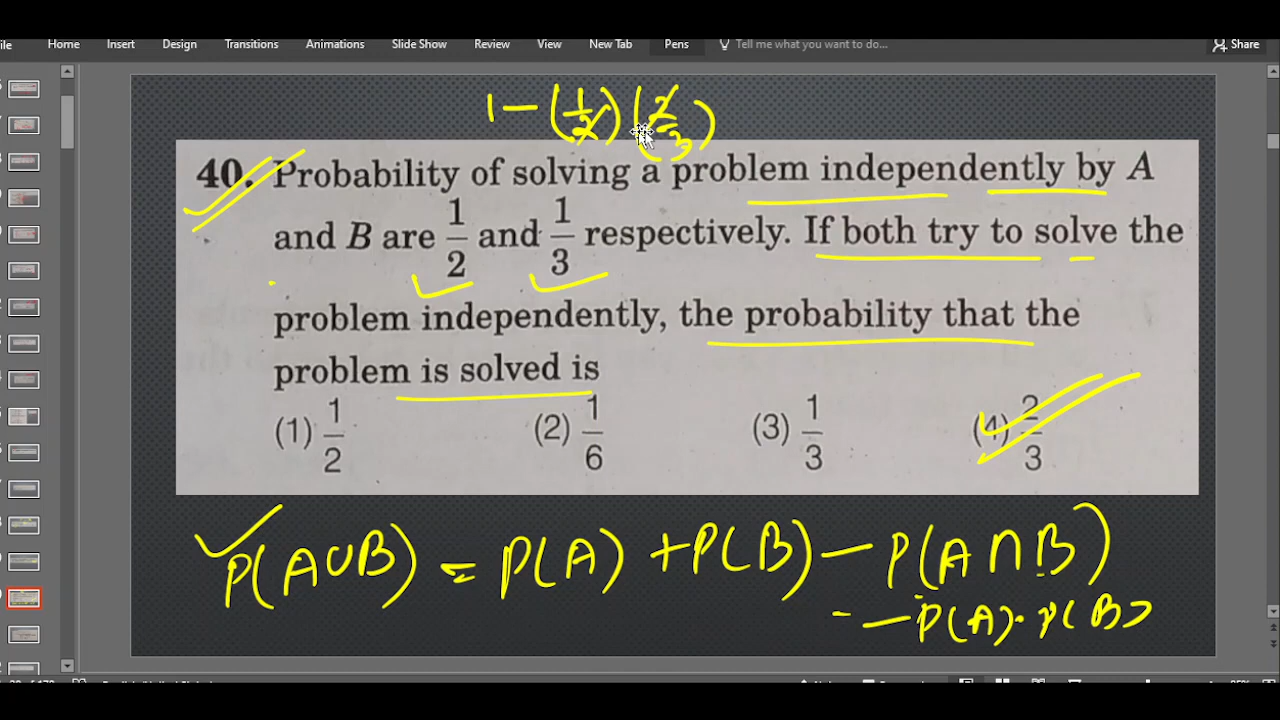 File Home Insert Design Transitions Animations Slide Show Review View New Tab Pens Tell me what you want to do... Share
1 - (1/2) (2/3)
40. Probability of solving a problem independently by A
and B are 1/2 and 1/3 respectively. If both try to solve the
problem independently, the probability that the
problem is solved is
(1) 1/2 (2) 1/6 (3) 1/3 (4) 2/3
P(A∪B) = P(A) + P(B) - P(A∩B)
- - P(A)·P(B)